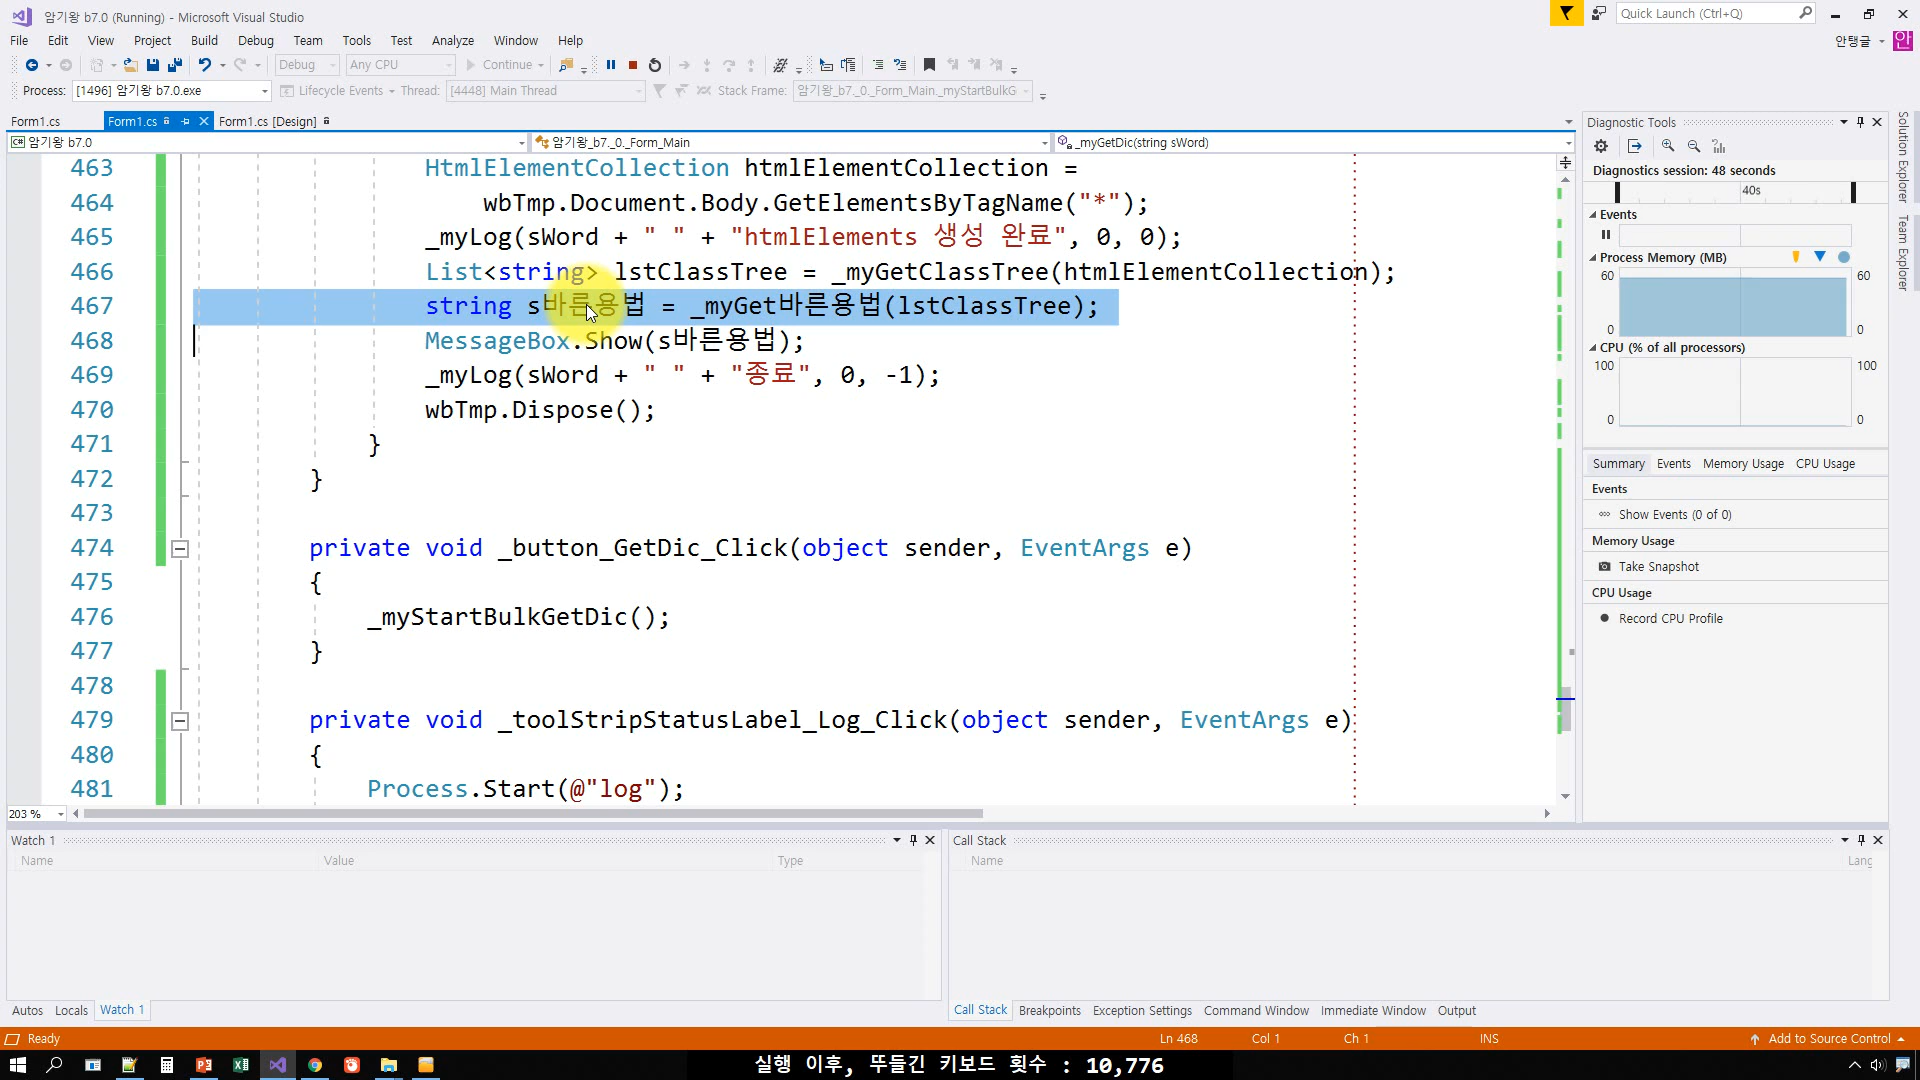 암기왕 b7.0 (Running) - Microsoft Visual Studio
Quick Launch (Ctrl+Q)
File Edit View Project Build Debug Team Tools Test Analyze Window Help
안탱글 안
Debug Any CPU Continue
Process: [1496] 암기왕 b7.0.exe Lifecycle Events Thread: [4448] Main Thread Stack Frame: 암기왕_b7._0._Form_Main._myStartBulkG
Form1.cs Form1.cs Form1.cs [Design]
C# 암기왕 b7.0 암기왕_b7._0._Form_Main _myGetDic(string sWord)
463 HtmlElementCollection htmlElementCollection =
464 wbTmp.Document.Body.GetElementsByTagName("*");
465 _myLog(sWord + " " + "htmlElements 생성 완료", 0, 0);
466 List<string> lstClassTree = _myGetClassTree(htmlElementCollection);
467 string s바른용법 = _myGet바른용법(lstClassTree);
468 MessageBox.Show(s바른용법);
469 _myLog(sWord + " " + "종료", 0, -1);
470 wbTmp.Dispose();
471 }
472 }
473
474 private void _button_GetDic_Click(object sender, EventArgs e)
475 {
476 _myStartBulkGetDic();
477 }
478
479 private void _toolStripStatusLabel_Log_Click(object sender, EventArgs e)
480 {
481 Process.Start(@"log");
203 %
Diagnostic Tools
Diagnostics session: 48 seconds
40s
Events
Process Memory (MB)
60 60
0 0
CPU (% of all processors)
100 100
0 0
Summary Events Memory Usage CPU Usage
Events
Show Events (0 of 0)
Memory Usage
Take Snapshot
CPU Usage
Record CPU Profile
Solution Explorer
Team Explorer
Watch 1
Name Value Type
Call Stack
Name Lang
Autos Locals Watch 1
Call Stack Breakpoints Exception Settings Command Window Immediate Window Output
Ready Ln 468 Col 1 Ch 1 INS Add to Source Control
실행 이후, 뚜들긴 키보드 횟수 : 10,776